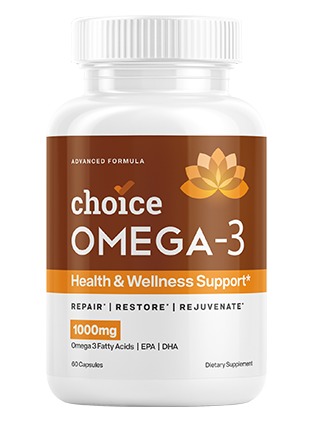 ADVANCED FORMULA
choice
OMEGA-3
Health & Wellness Support*
REPAIR* | RESTORE* | REJUVENATE*
1000mg
Omega 3 Fatty Acids | EPA | DHA
60 Capsules Dietary Supplement